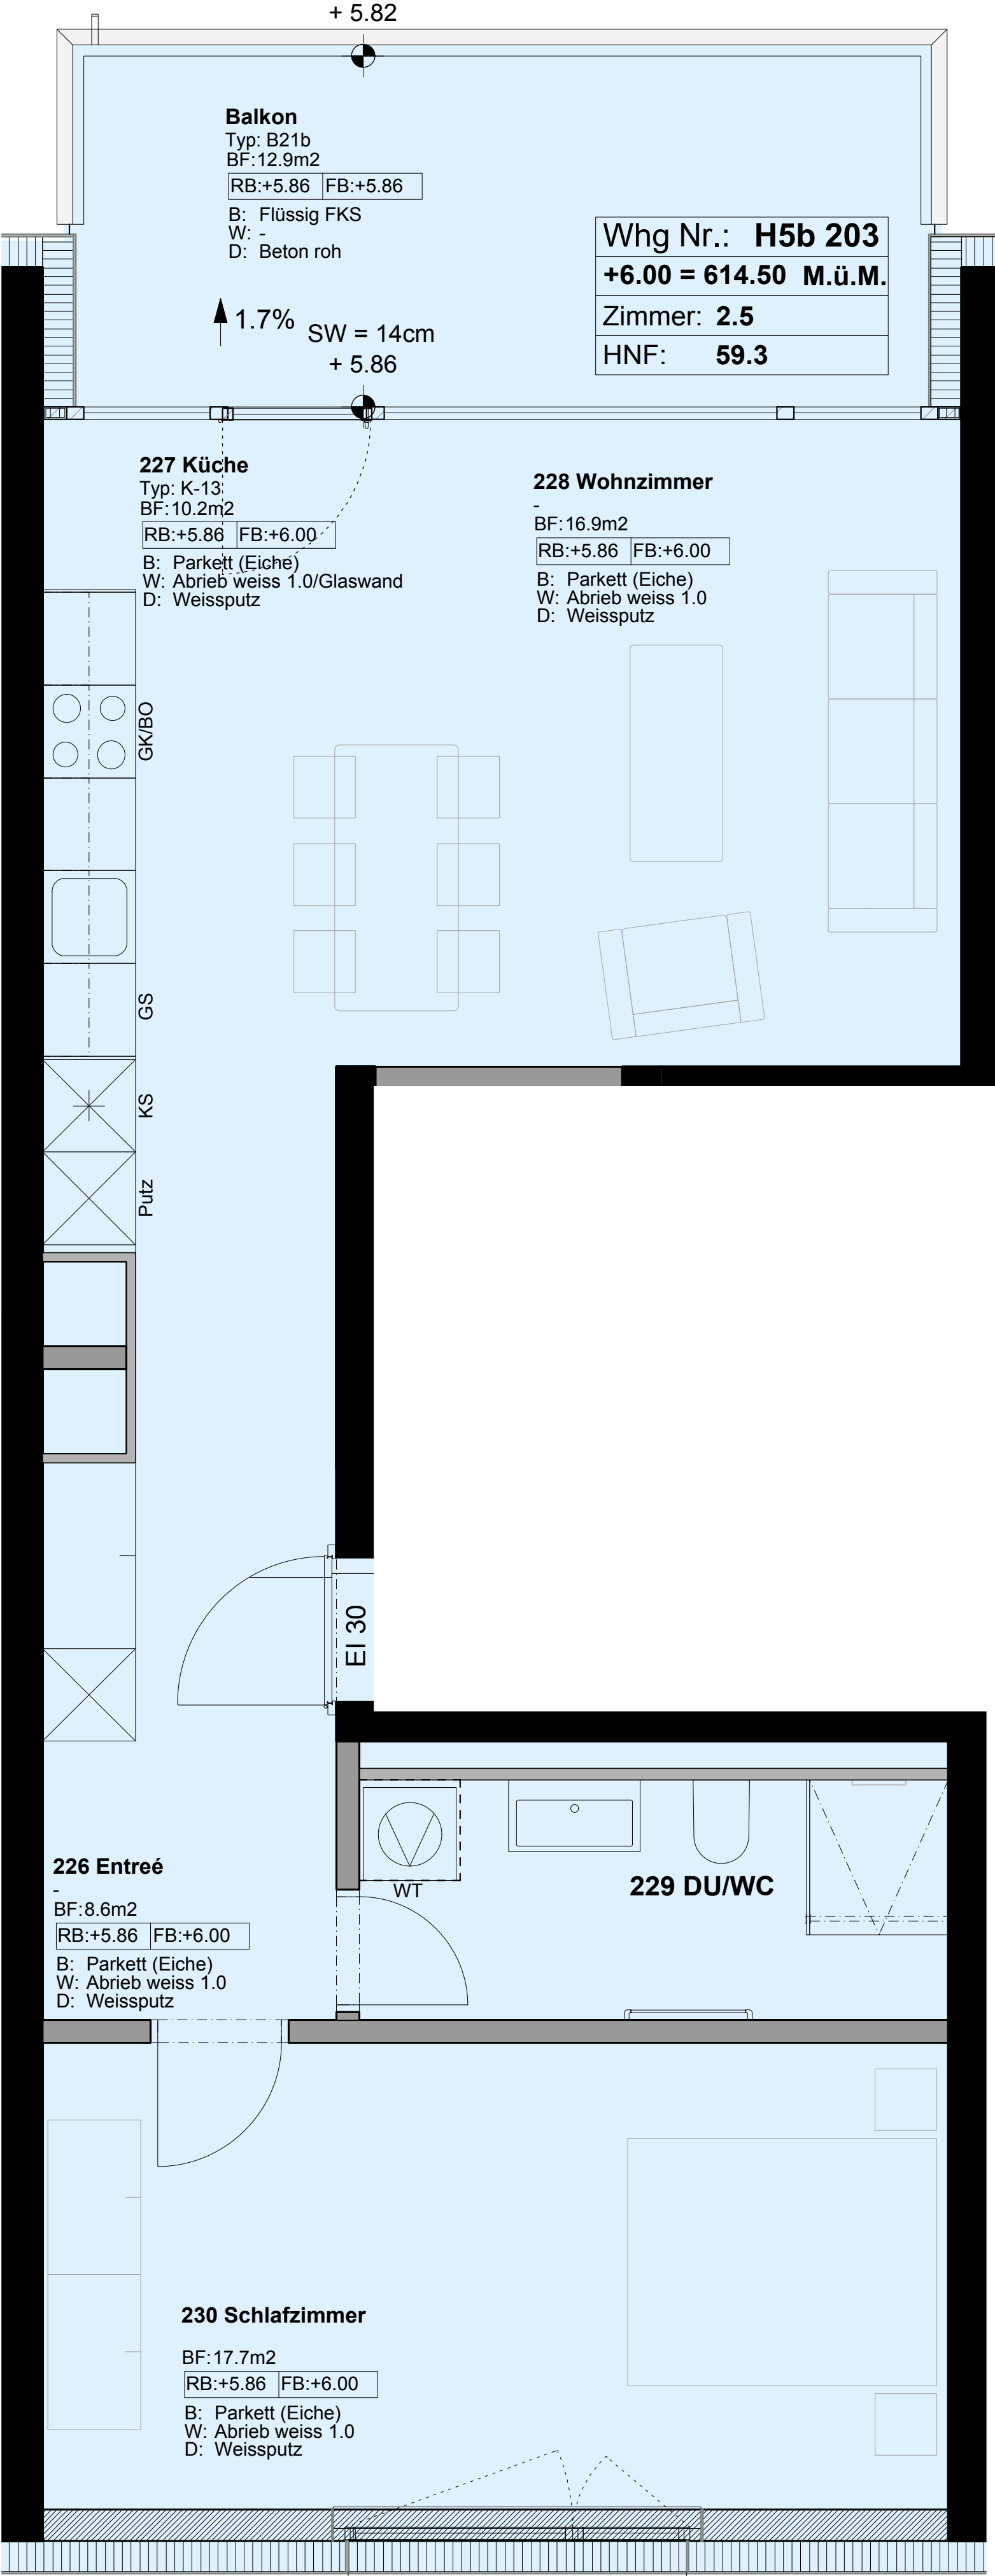 + 5.82
Balkon
Typ: B21b
BF:12.9m2
RB:+5.86 FB:+5.86
B: Flüssig FKS
W: -
D: Beton roh
Whg Nr.: H5b 203
+6.00 = 614.50 M.ü.M.
Zimmer: 2.5
HNF: 59.3
1.7%
SW = 14cm
+ 5.86
227 Küche
Typ: K-13
BF:10.2m2
RB:+5.86 FB:+6.00
B: Parkett (Eiche)
W: Abrieb weiss 1.0/Glaswand
D: Weissputz
228 Wohnzimmer
-
BF:16.9m2
RB:+5.86 FB:+6.00
B: Parkett (Eiche)
W: Abrieb weiss 1.0
D: Weissputz
GK/BO
GS
KS
Putz
EI 30
WT
229 DU/WC
226 Entreé
-
BF:8.6m2
RB:+5.86 FB:+6.00
B: Parkett (Eiche)
W: Abrieb weiss 1.0
D: Weissputz
230 Schlafzimmer
BF:17.7m2
RB:+5.86 FB:+6.00
B: Parkett (Eiche)
W: Abrieb weiss 1.0
D: Weissputz